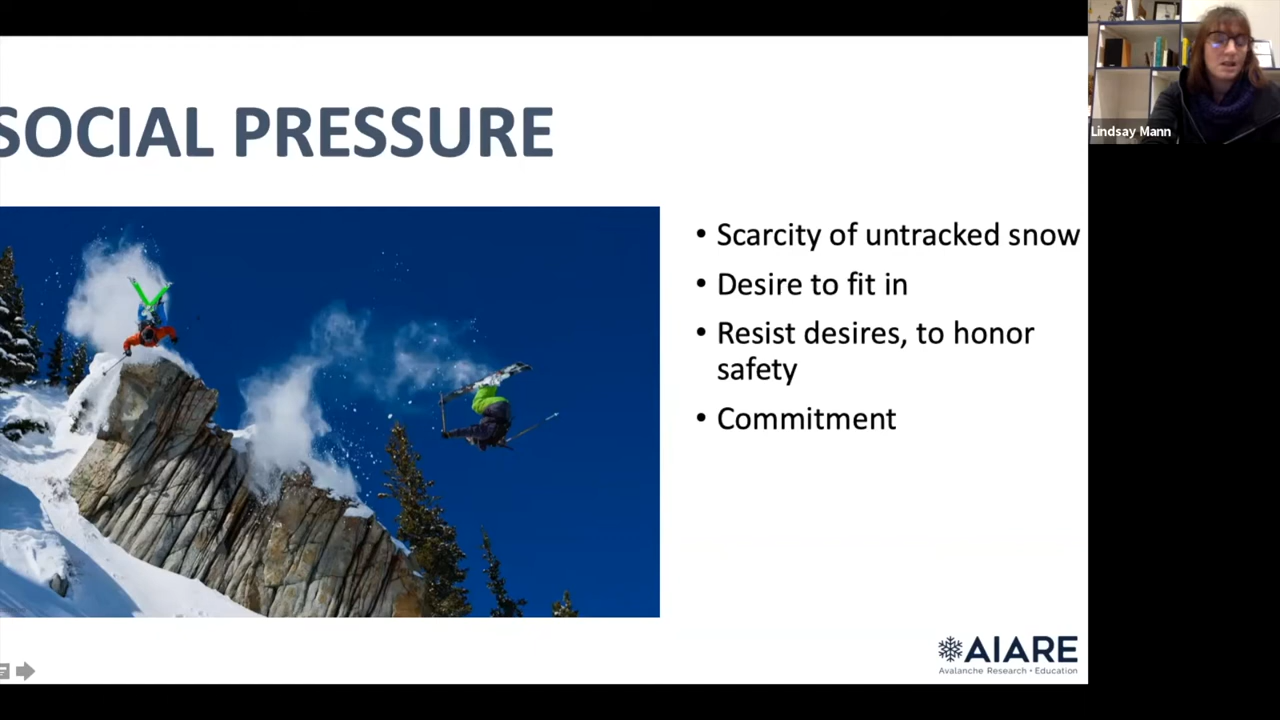 SOCIAL PRESSURE
• Scarcity of untracked snow
• Desire to fit in
• Resist desires, to honor
safety
• Commitment
AIARE
Avalanche Research • Education
Lindsay Mann